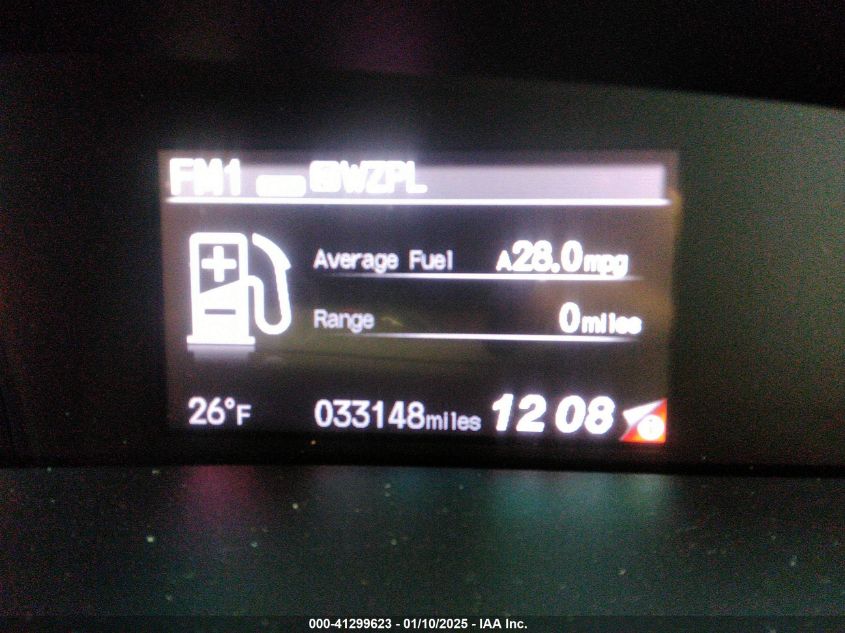 FM1 WZPL
Average Fuel A28.0mpg
Range 0miles
26°F 033148miles 12 08
000-41299623 - 01/10/2025 - IAA Inc.